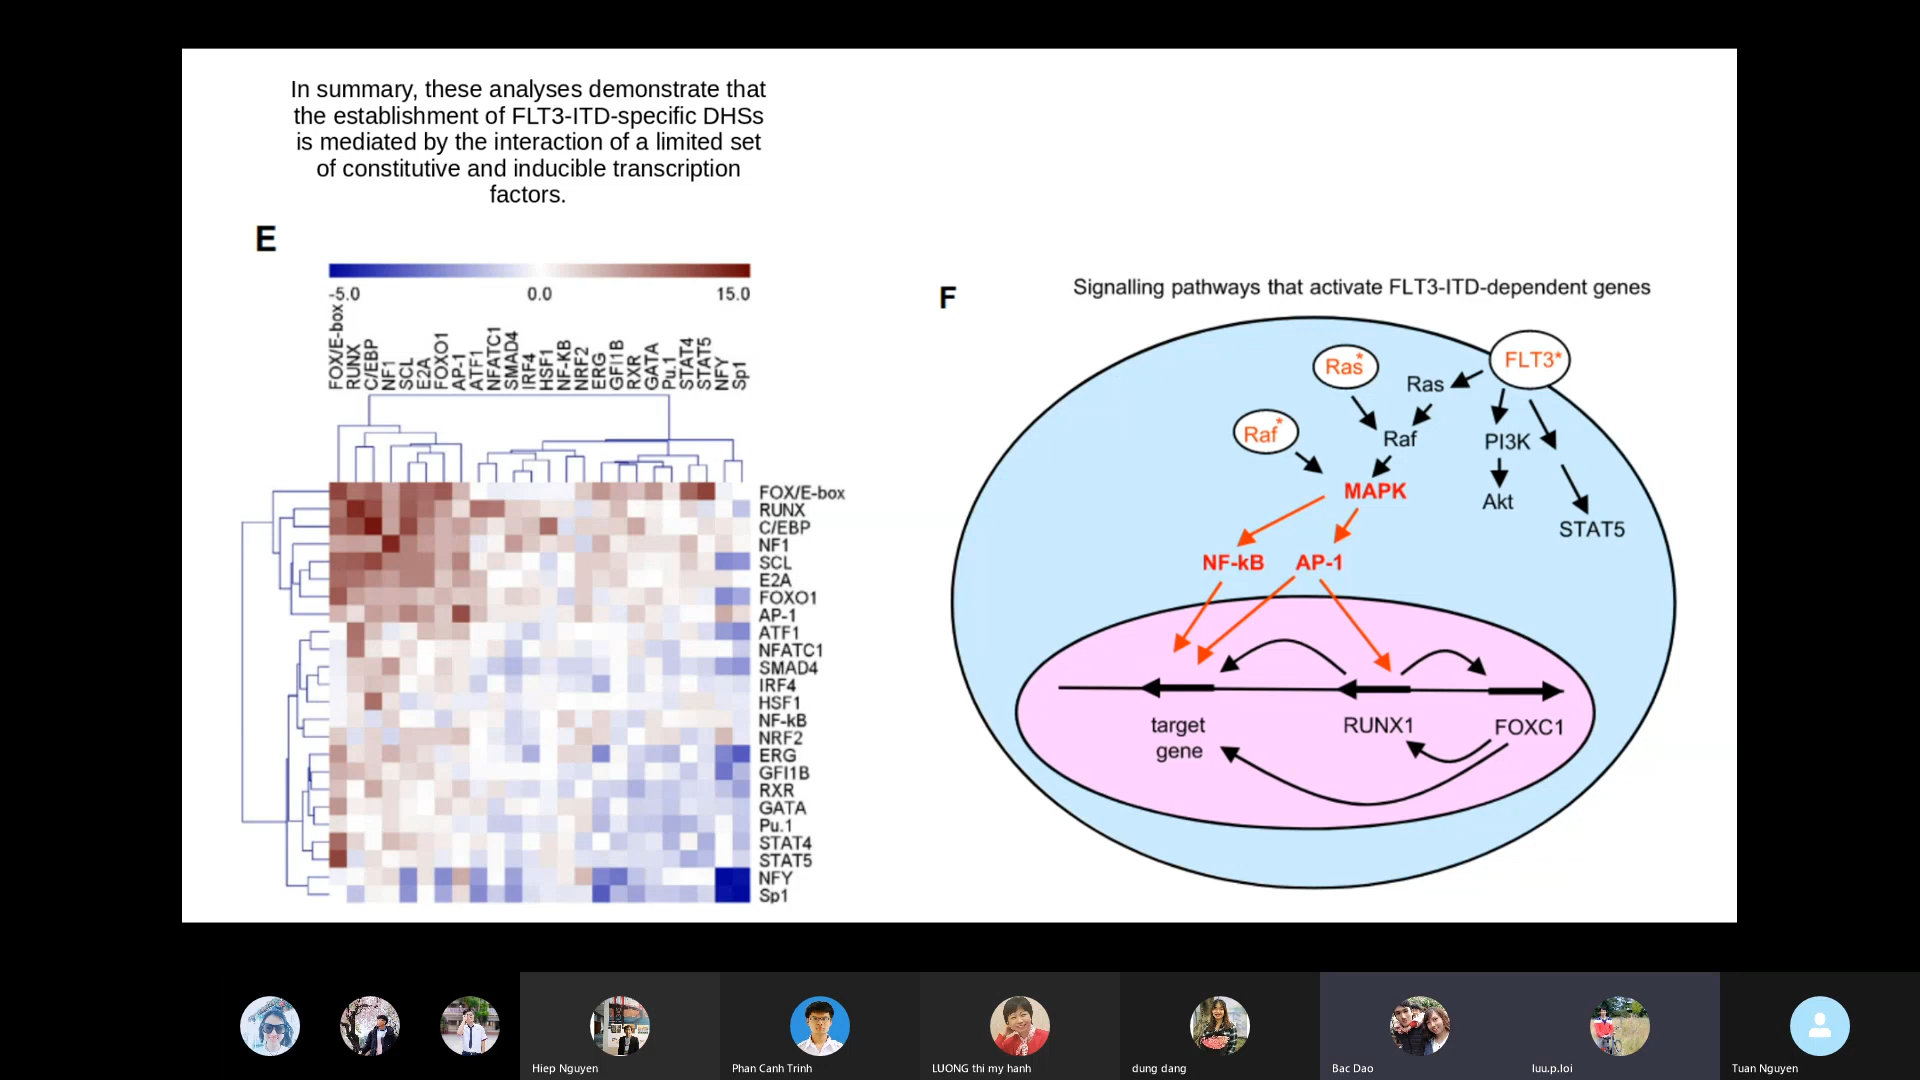 In summary, these analyses demonstrate that
the establishment of FLT3-ITD-specific DHSs
is mediated by the interaction of a limited set
of constitutive and inducible transcription
factors.
E
-5.0 0.0 15.0
FOX/E-box
RUNX
C/EBP
NF1
SCL
E2A
FOXO1
AP-1
ATF1
NFATC1
SMAD4
IRF4
HSF1
NF-KB
NRF2
ERG
GFI1B
RXR
GATA
Pu.1
STAT4
STAT5
NFY
Sp1
FOX/E-box
RUNX
C/EBP
NF1
SCL
E2A
FOXO1
AP-1
ATF1
NFATC1
SMAD4
IRF4
HSF1
NF-kB
NRF2
ERG
GFI1B
RXR
GATA
Pu.1
STAT4
STAT5
NFY
Sp1
F
Signalling pathways that activate FLT3-ITD-dependent genes
FLT3*
Ras*
Ras
Raf*
Raf
PI3K
MAPK
Akt
STAT5
NF-kB
AP-1
target
gene
RUNX1
FOXC1
Hiep Nguyen
Phan Canh Trinh
LUONG thi my hanh
dung dang
Bac Dao
luu.p.loi
Tuan Nguyen